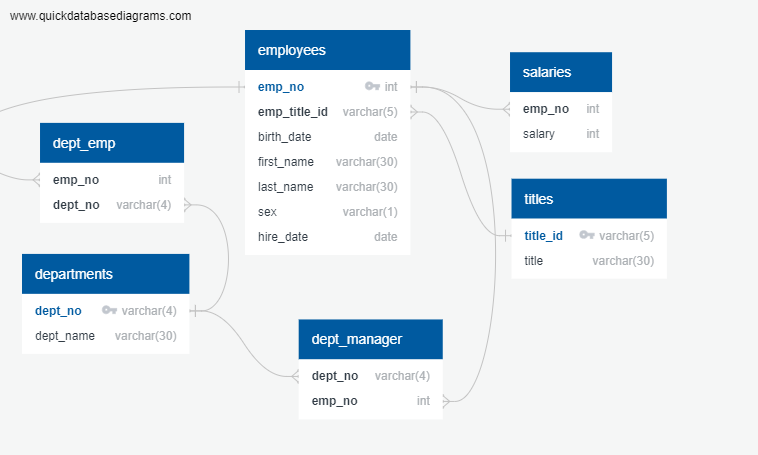 www.quickdatabasediagrams.com
employees
emp_no int
emp_title_id varchar(5)
birth_date date
first_name varchar(30)
last_name varchar(30)
sex varchar(1)
hire_date date
salaries
emp_no int
salary int
dept_emp
emp_no int
dept_no varchar(4)
titles
title_id varchar(5)
title varchar(30)
departments
dept_no varchar(4)
dept_name varchar(30)
dept_manager
dept_no varchar(4)
emp_no int